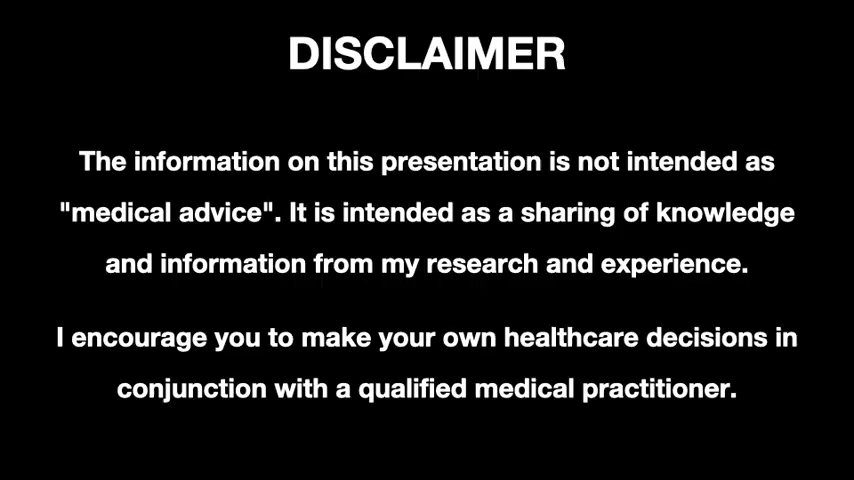 DISCLAIMER
The information on this presentation is not intended as
"medical advice". It is intended as a sharing of knowledge
and information from my research and experience.
I encourage you to make your own healthcare decisions in
conjunction with a qualified medical practitioner.